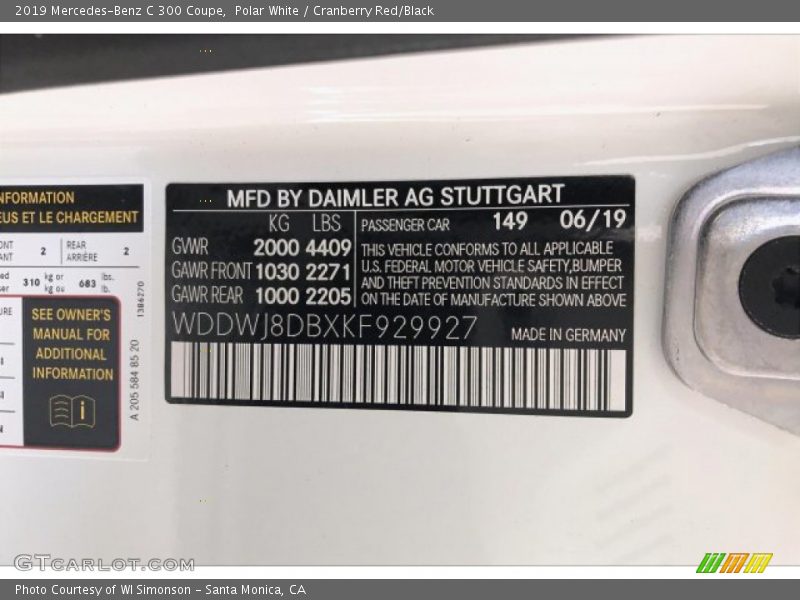 2019 Mercedes-Benz C 300 Coupe,  Polar White / Cranberry Red/Black
NFORMATION
EUS ET LE CHARGEMENT
2 REAR ARRIÈRE 2
310 kg or kg ou 683 lbs. lb.
SEE OWNER'S
MANUAL FOR
ADDITIONAL
INFORMATION
A 205 584 85 20
1386270
MFD BY DAIMLER AG STUTTGART
KG LBS
GVWR 2000 4409
GAWR FRONT 1030 2271
GAWR REAR 1000 2205
PASSENGER CAR 149 06/19
THIS VEHICLE CONFORMS TO ALL APPLICABLE
U.S. FEDERAL MOTOR VEHICLE SAFETY,BUMPER
AND THEFT PREVENTION STANDARDS IN EFFECT
ON THE DATE OF MANUFACTURE SHOWN ABOVE
WDDWJ8DBXKF929927
MADE IN GERMANY
GTCARLOT.COM
Photo Courtesy of WI Simonson - Santa Monica, CA